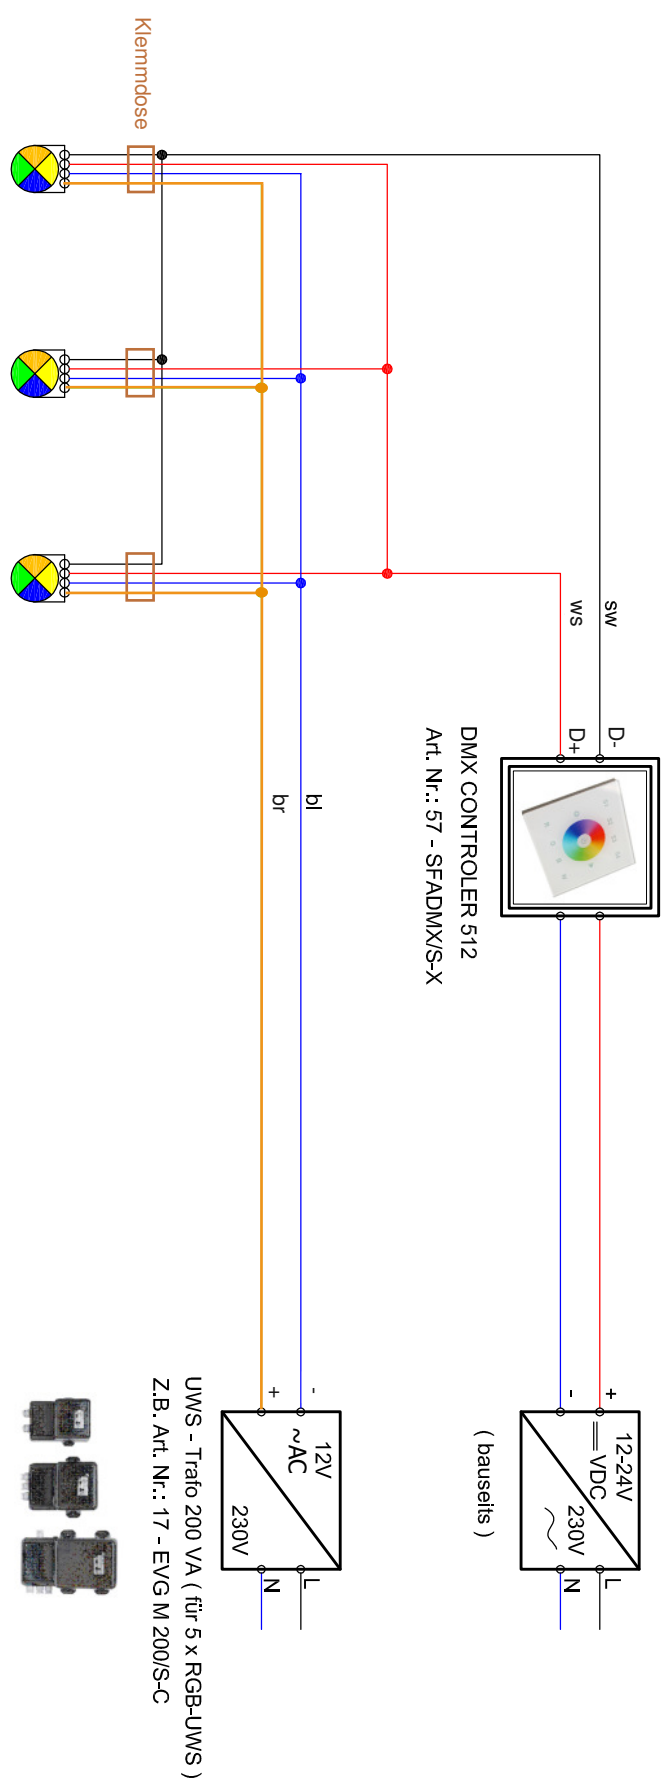 Klemmdose
sw
ws
D-
D+
DMX CONTROLER 512
Art. Nr.: 57 - SFADMX/S-X
bl
br
+
-
12-24V
VDC
230V
L
N
( bauseits )
-
+
12V
~AC
230V
L
N
UWS - Trafo 200 VA ( für 5 x RGB-UWS )
Z.B. Art. Nr.: 17 - EVG M 200/S-C